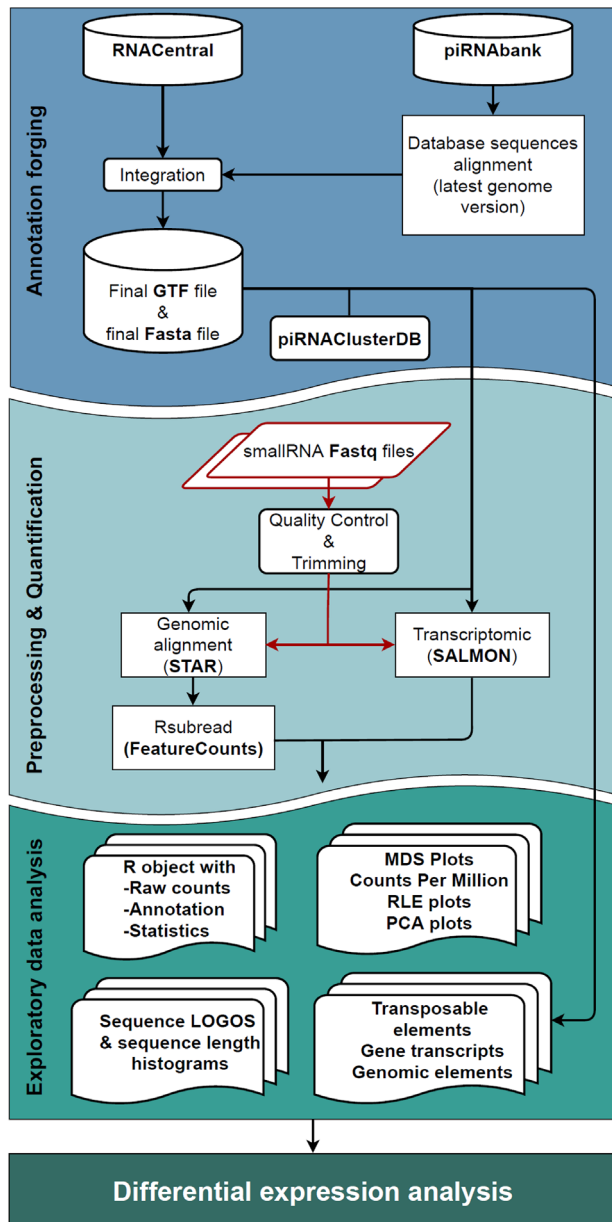 RNACentral
piRNAbank
Annotation forging
Database sequences
alignment
(latest genome
version)
Integration
Final GTF file
&
final Fasta file
piRNAClusterDB
Preprocessing & Quantification
smallRNA Fastq files
Quality Control
&
Trimming
Genomic
alignment
(STAR)
Transcriptomic
(SALMON)
Rsubread
(FeatureCounts)
Exploratory data analysis
R object with
-Raw counts
-Annotation
-Statistics
MDS Plots
Counts Per Million
RLE plots
PCA plots
Sequence LOGOS
& sequence length
histograms
Transposable
elements
Gene transcripts
Genomic elements
Differential expression analysis